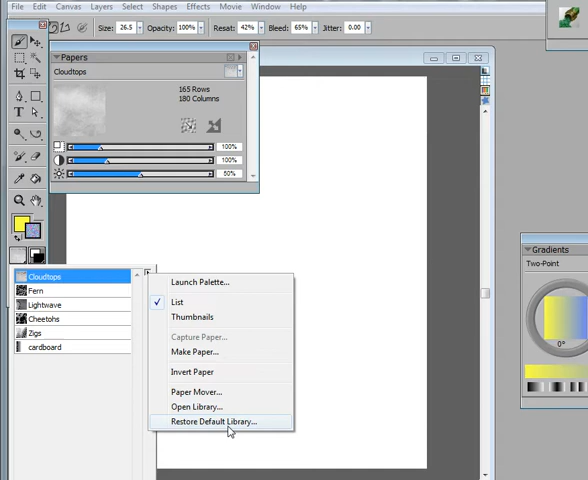 File Edit Canvas Layers Select Shapes Effects Movie Window Help
Size: 26.5 Opacity: 100% Resat: 42% Bleed: 65% Jitter: 0.00
Papers
Cloudtops
165 Rows
180 Columns
100%
100%
50%
Cloudtops
Fern
Lightwave
Cheetohs
Zigs
cardboard
Launch Palette...
List
Thumbnails
Capture Paper...
Make Paper...
Invert Paper
Paper Mover...
Open Library...
Restore Default Library...
Gradients
Two-Point
0°